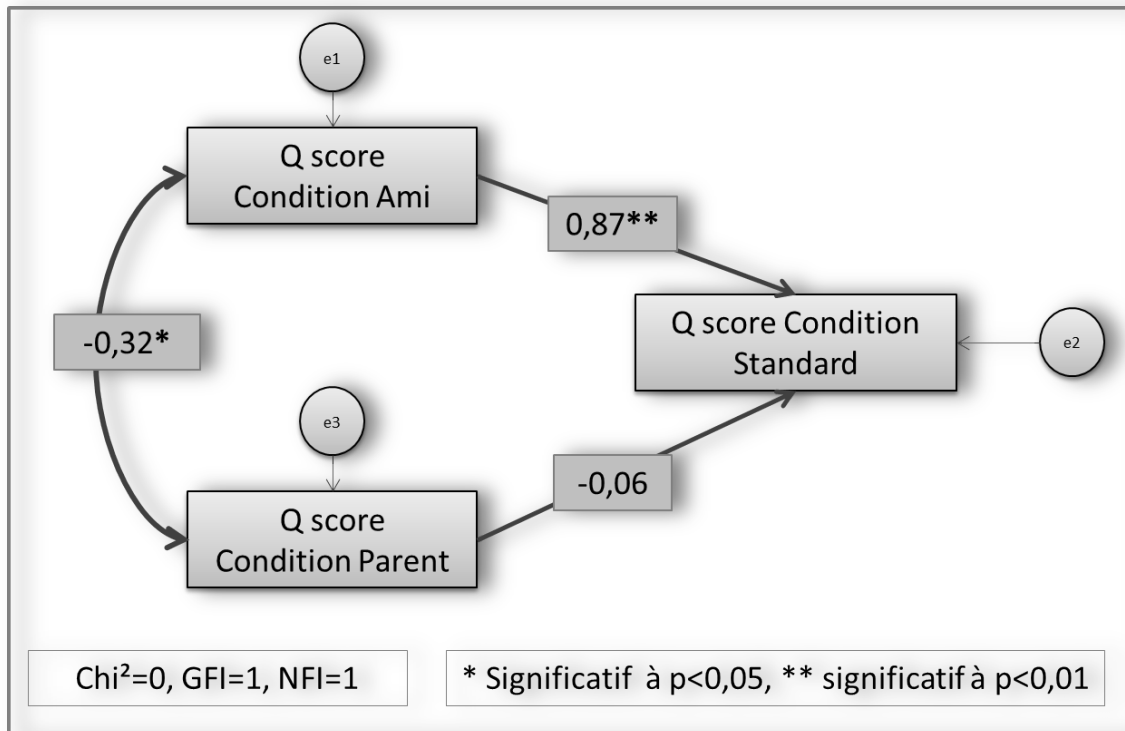 e1
Q score
Condition Ami
0,87**
Q score Condition
Standard
e2
-0,32*
e3
-0,06
Q score
Condition Parent
Chi²=0, GFI=1, NFI=1
* Significatif à p<0,05, ** significatif à p<0,01